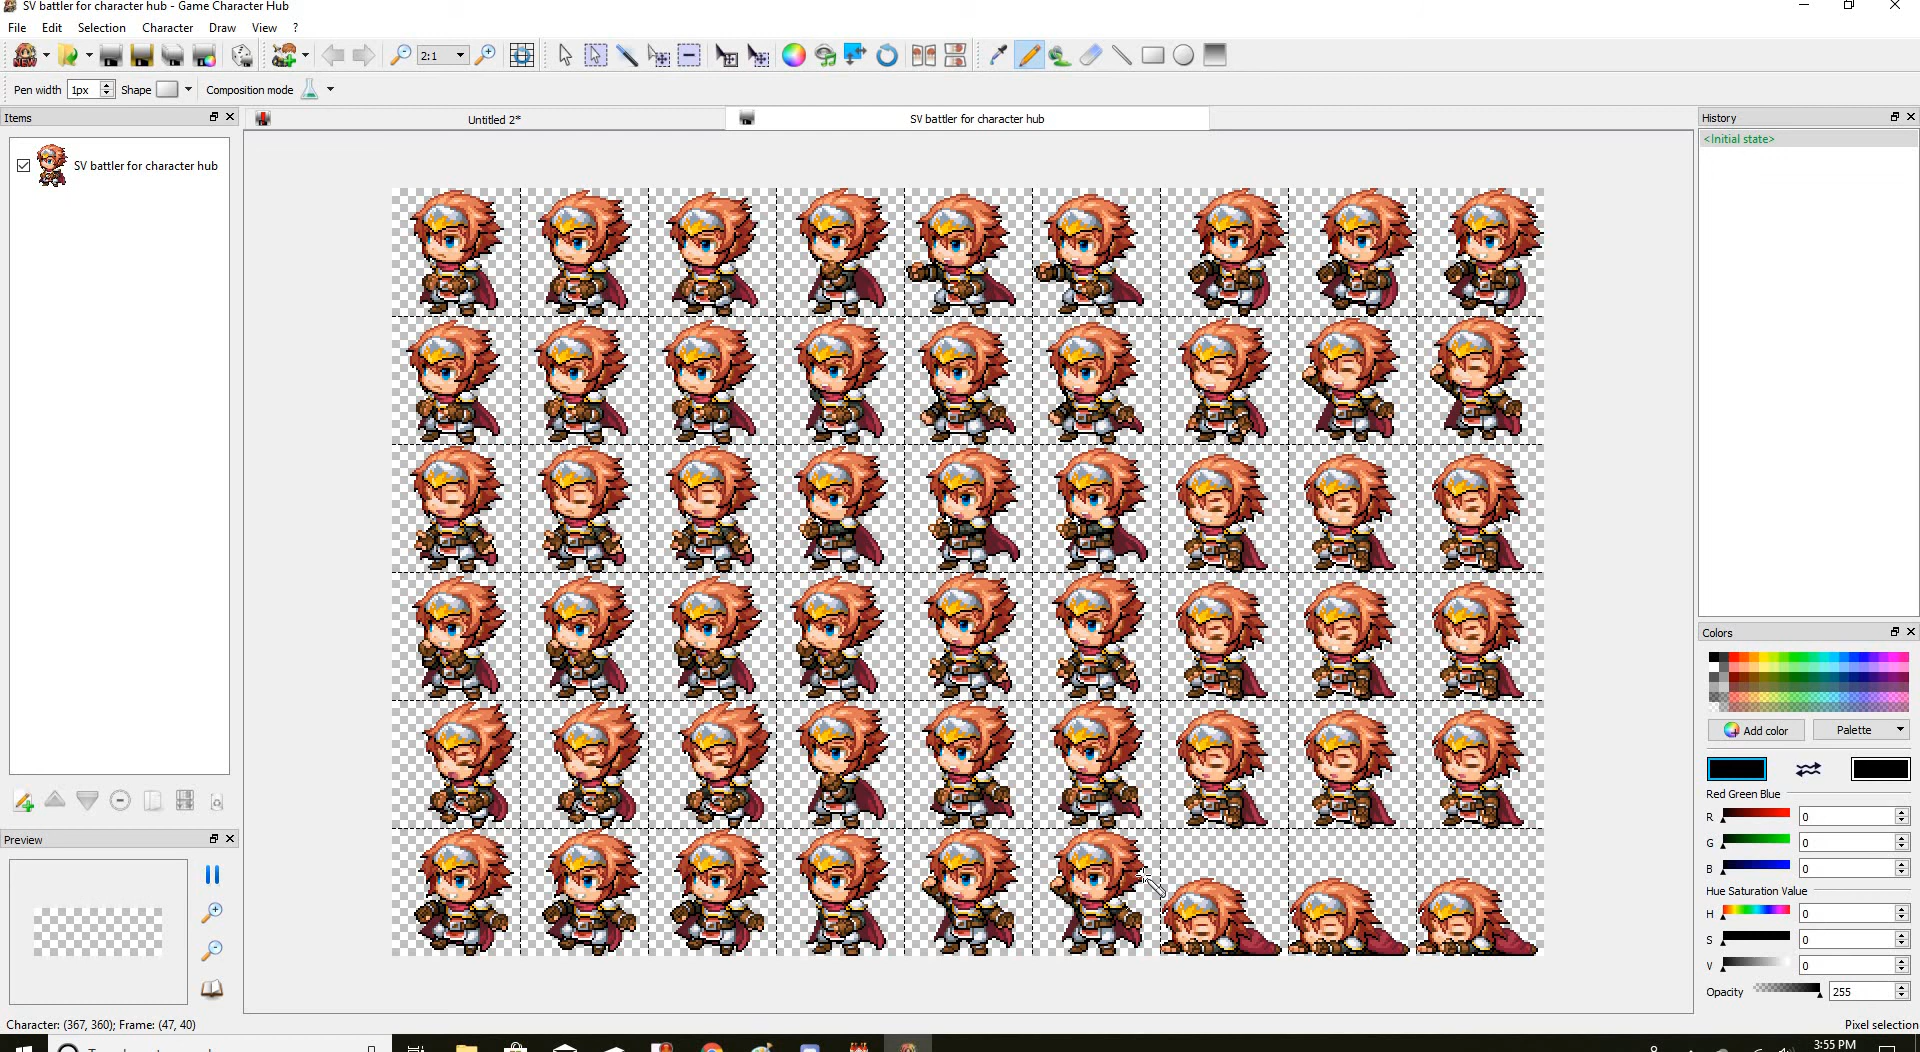 SV battler for character hub - Game Character Hub
File Edit Selection Character Draw View ?
NEW 2:1
Pen width 1px Shape Composition mode
Items
Untitled 2*
SV battler for character hub
History
SV battler for character hub
<Initial state>
Colors
Add color Palette
Red Green Blue
R 0
G 0
B 0
Hue Saturation Value
H 0
S 0
V 0
Opacity 255
Preview
Character: (367, 360); Frame: (47, 40)
Pixel selection
3:55 PM